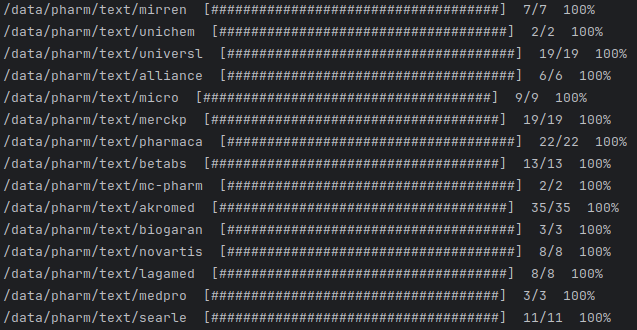 /data/pharm/text/mirren  [####################################]  7/7  100%
/data/pharm/text/unichem  [####################################]  2/2  100%
/data/pharm/text/universl  [####################################]  19/19  100%
/data/pharm/text/alliance  [####################################]  6/6  100%
/data/pharm/text/micro  [####################################]  9/9  100%
/data/pharm/text/merckp  [####################################]  19/19  100%
/data/pharm/text/pharmaca  [####################################]  22/22  100%
/data/pharm/text/betabs  [####################################]  13/13  100%
/data/pharm/text/mc-pharm  [####################################]  2/2  100%
/data/pharm/text/akromed  [####################################]  35/35  100%
/data/pharm/text/biogaran  [####################################]  3/3  100%
/data/pharm/text/novartis  [####################################]  8/8  100%
/data/pharm/text/lagamed  [####################################]  8/8  100%
/data/pharm/text/medpro  [####################################]  3/3  100%
/data/pharm/text/searle  [####################################]  11/11  100%